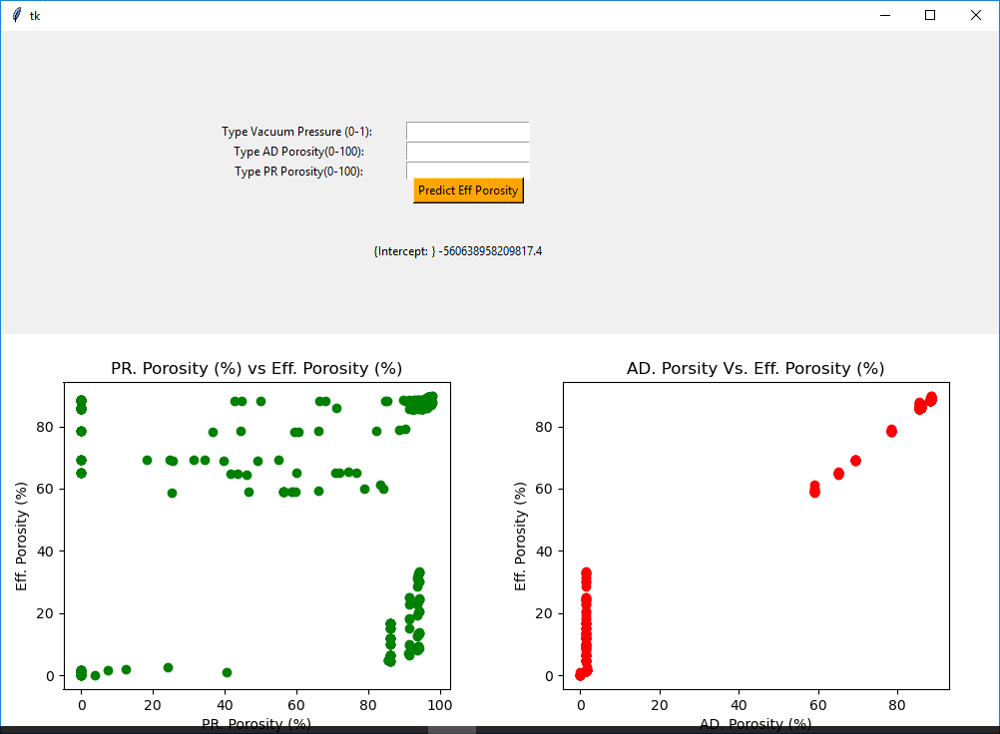 tk
Type Vacuum Pressure (0-1):
Type AD Porosity(0-100):
Type PR Porosity(0-100):
Predict Eff Porosity
{Intercept: } -560638958209817.4
PR. Porosity (%) vs Eff. Porosity (%)
Eff. Porosity (%)
80
60
40
20
0
0 20 40 60 80 100
PR. Porosity (%)
AD. Porsity Vs. Eff. Porosity (%)
Eff. Porosity (%)
80
60
40
20
0
0 20 40 60 80
AD. Porosity (%)